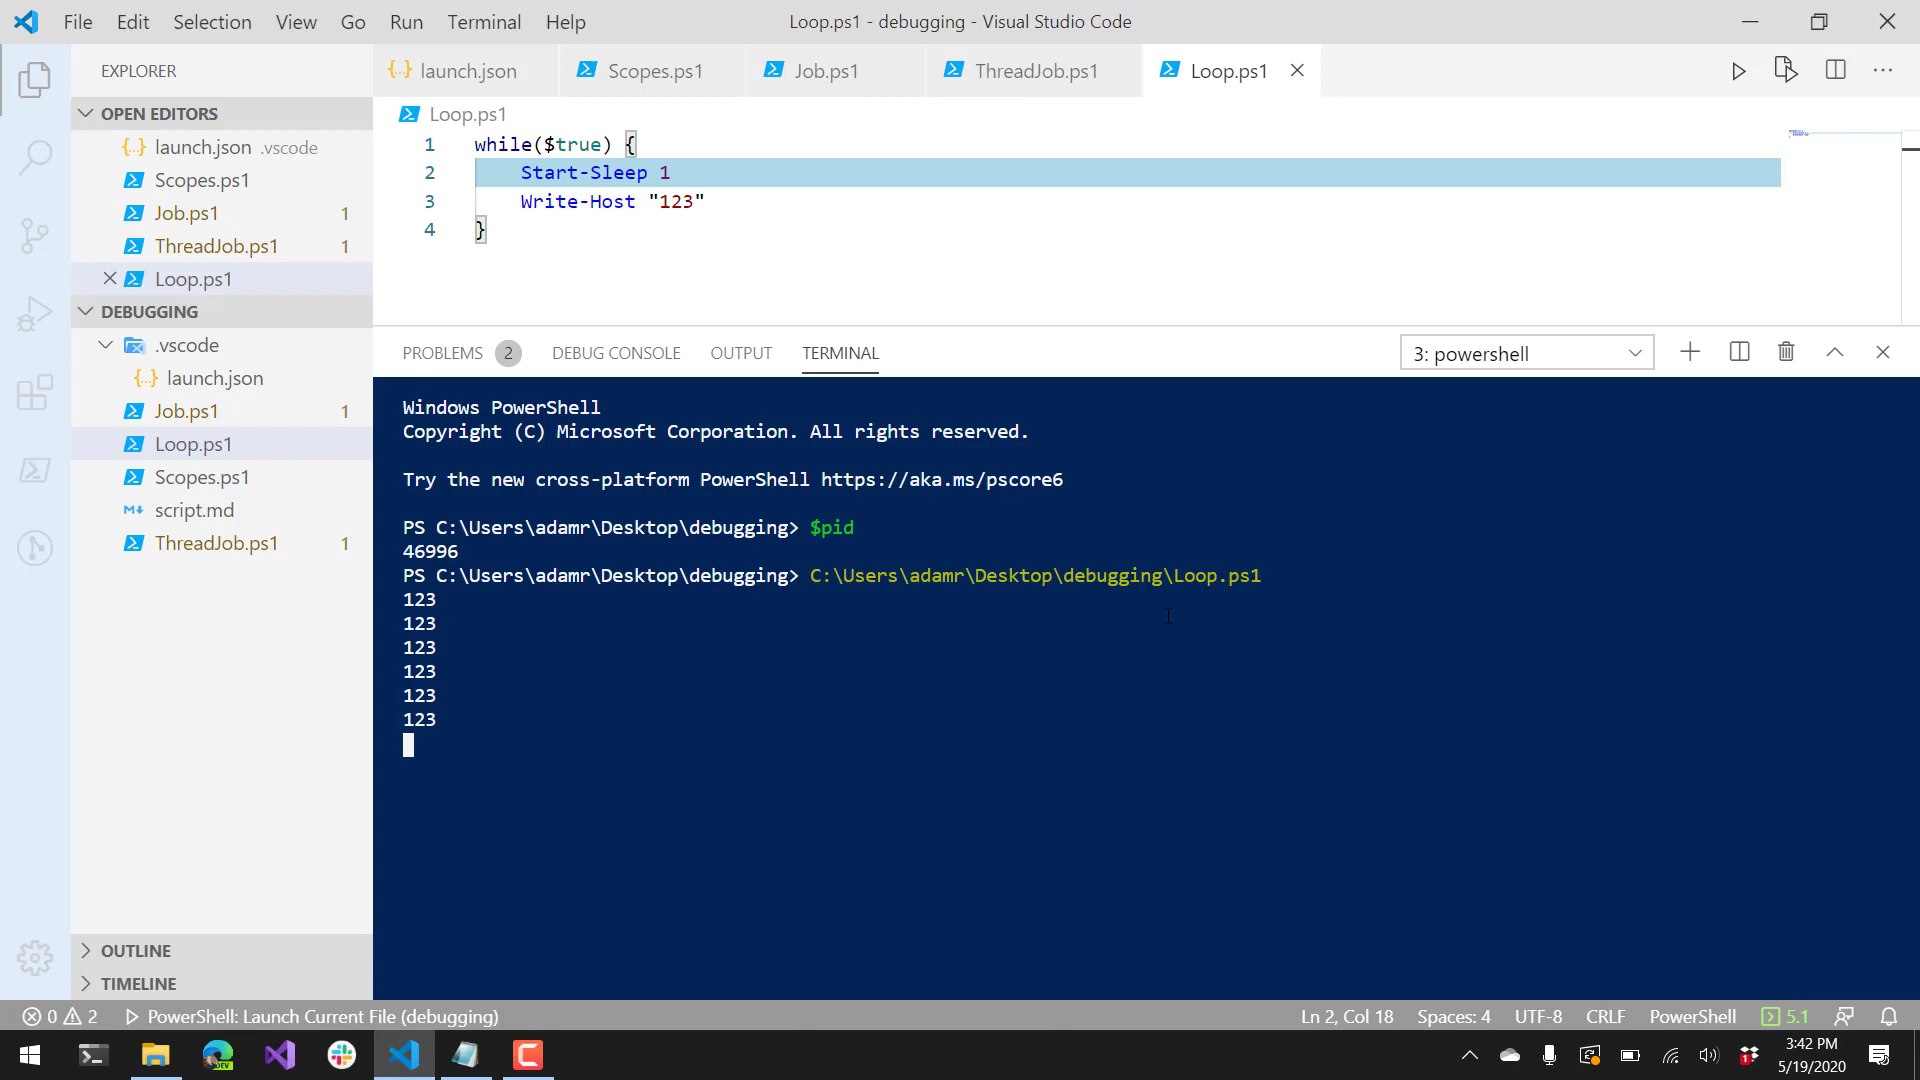 File Edit Selection View Go Run Terminal Help
Loop.ps1 - debugging - Visual Studio Code
EXPLORER
OPEN EDITORS
launch.json .vscode
Scopes.ps1
Job.ps1 1
ThreadJob.ps1 1
Loop.ps1
DEBUGGING
.vscode
launch.json
Job.ps1 1
Loop.ps1
Scopes.ps1
script.md
ThreadJob.ps1 1
OUTLINE
TIMELINE
launch.json Scopes.ps1 Job.ps1 ThreadJob.ps1 Loop.ps1
Loop.ps1
1 while($true) {
2 Start-Sleep 1
3 Write-Host "123"
4 }
PROBLEMS 2 DEBUG CONSOLE OUTPUT TERMINAL
3: powershell
Windows PowerShell
Copyright (C) Microsoft Corporation. All rights reserved.
Try the new cross-platform PowerShell https://aka.ms/pscore6
PS C:\Users\adamr\Desktop\debugging> $pid
46996
PS C:\Users\adamr\Desktop\debugging> C:\Users\adamr\Desktop\debugging\Loop.ps1
123
123
123
123
123
123
0 2 PowerShell: Launch Current File (debugging)
Ln 2, Col 18 Spaces: 4 UTF-8 CRLF PowerShell 5.1
DEV
3:42 PM
5/19/2020